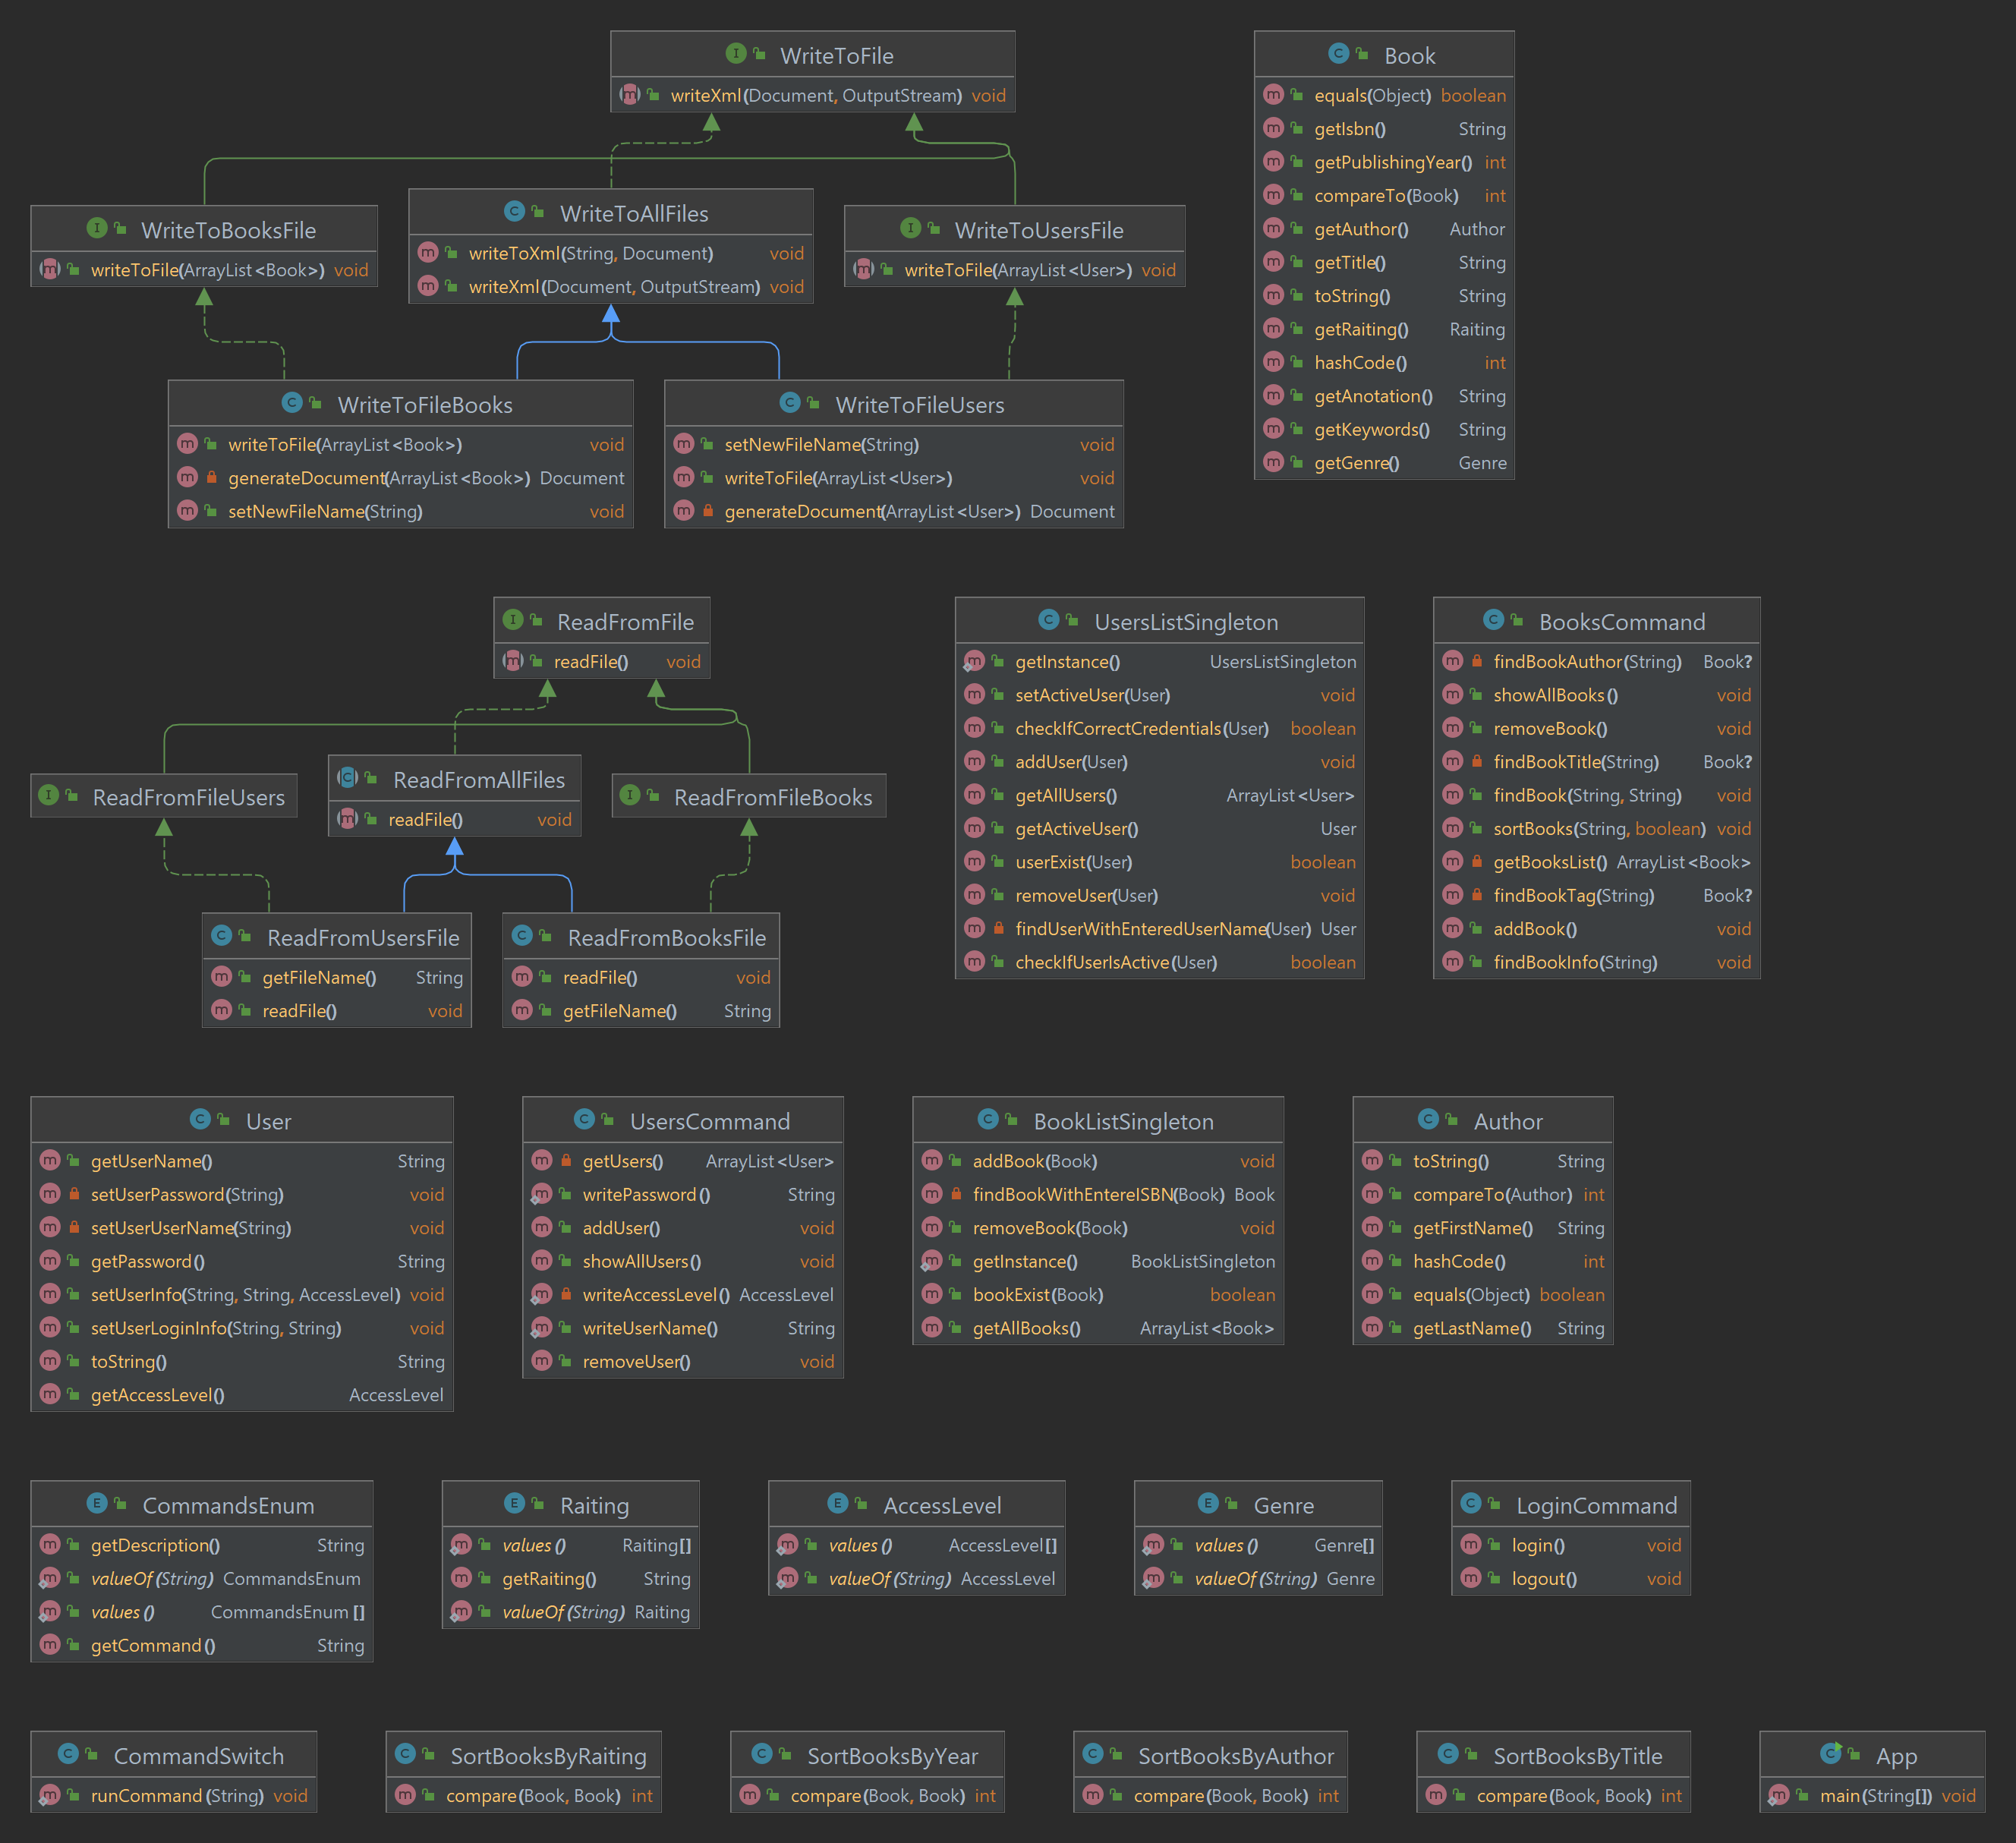 WriteToFile
writeXml(Document, OutputStream) void
Book
equals(Object) boolean
getIsbn() String
getPublishingYear() int
compareTo(Book) int
getAuthor() Author
getTitle() String
toString() String
getRaiting() Raiting
hashCode() int
getAnotation() String
getKeywords() String
getGenre() Genre
WriteToBooksFile
writeToFile(ArrayList<Book>) void
WriteToAllFiles
writeToXml(String, Document) void
writeXml(Document, OutputStream) void
WriteToUsersFile
writeToFile(ArrayList<User>) void
WriteToFileBooks
writeToFile(ArrayList<Book>) void
generateDocument(ArrayList<Book>) Document
setNewFileName(String) void
WriteToFileUsers
setNewFileName(String) void
writeToFile(ArrayList<User>) void
generateDocument(ArrayList<User>) Document
ReadFromFile
readFile() void
UsersListSingleton
getInstance() UsersListSingleton
setActiveUser(User) void
checkIfCorrectCredentials(User) boolean
addUser(User) void
getAllUsers() ArrayList<User>
getActiveUser() User
userExist(User) boolean
removeUser(User) void
findUserWithEnteredUserName(User) User
checkIfUserIsActive(User) boolean
BooksCommand
findBookAuthor(String) Book?
showAllBooks() void
removeBook() void
findBookTitle(String) Book?
findBook(String, String) void
sortBooks(String, boolean) void
getBooksList() ArrayList<Book>
findBookTag(String) Book?
addBook() void
findBookInfo(String) void
ReadFromFileUsers
ReadFromAllFiles
readFile() void
ReadFromFileBooks
ReadFromUsersFile
getFileName() String
readFile() void
ReadFromBooksFile
readFile() void
getFileName() String
User
getUserName() String
setUserPassword(String) void
setUserUserName(String) void
getPassword() String
setUserInfo(String, String, AccessLevel) void
setUserLoginInfo(String, String) void
toString() String
getAccessLevel() AccessLevel
UsersCommand
getUsers() ArrayList<User>
writePassword() String
addUser() void
showAllUsers() void
writeAccessLevel() AccessLevel
writeUserName() String
removeUser() void
BookListSingleton
addBook(Book) void
findBookWithEntereISBN(Book) Book
removeBook(Book) void
getInstance() BookListSingleton
bookExist(Book) boolean
getAllBooks() ArrayList<Book>
Author
toString() String
compareTo(Author) int
getFirstName() String
hashCode() int
equals(Object) boolean
getLastName() String
CommandsEnum
getDescription() String
valueOf(String) CommandsEnum
values() CommandsEnum[]
getCommand() String
Raiting
values() Raiting[]
getRaiting() String
valueOf(String) Raiting
AccessLevel
values() AccessLevel[]
valueOf(String) AccessLevel
Genre
values() Genre[]
valueOf(String) Genre
LoginCommand
login() void
logout() void
CommandSwitch
runCommand(String) void
SortBooksByRaiting
compare(Book, Book) int
SortBooksByYear
compare(Book, Book) int
SortBooksByAuthor
compare(Book, Book) int
SortBooksByTitle
compare(Book, Book) int
App
main(String[]) void